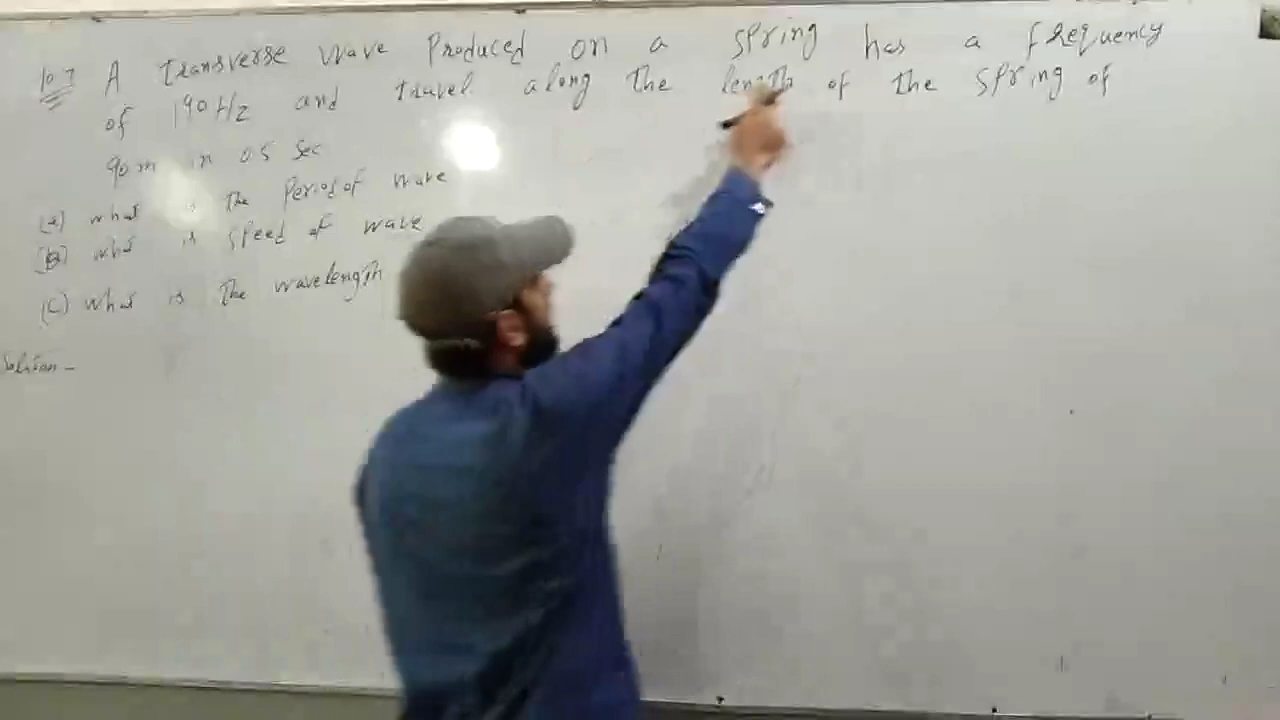 10.7 A transverse wave Produced on a spring has a frequency
of 190 Hz and travel along the length of the spring of
90 m in 0.5 Sec
(a) what is the Period of wave
(b) what is speed of wave
(C) what is the wavelength
Solution -